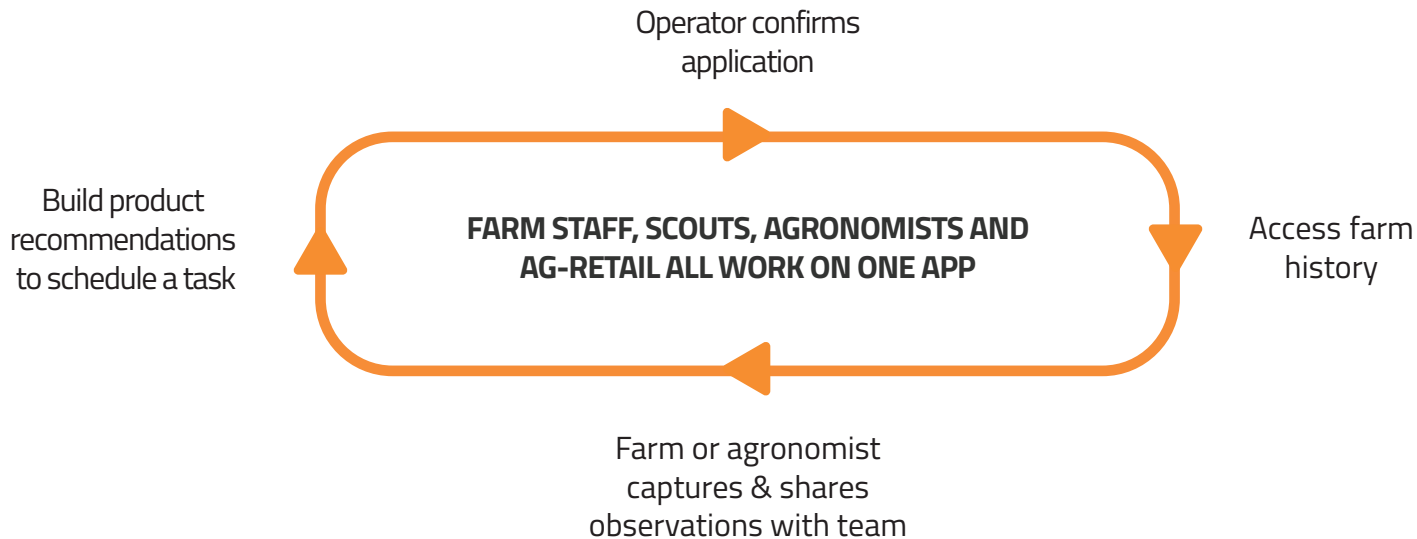 Operator confirms
application
Build product
recommendations
to schedule a task
FARM STAFF, SCOUTS, AGRONOMISTS AND
AG-RETAIL ALL WORK ON ONE APP
Access farm
history
Farm or agronomist
captures & shares
observations with team